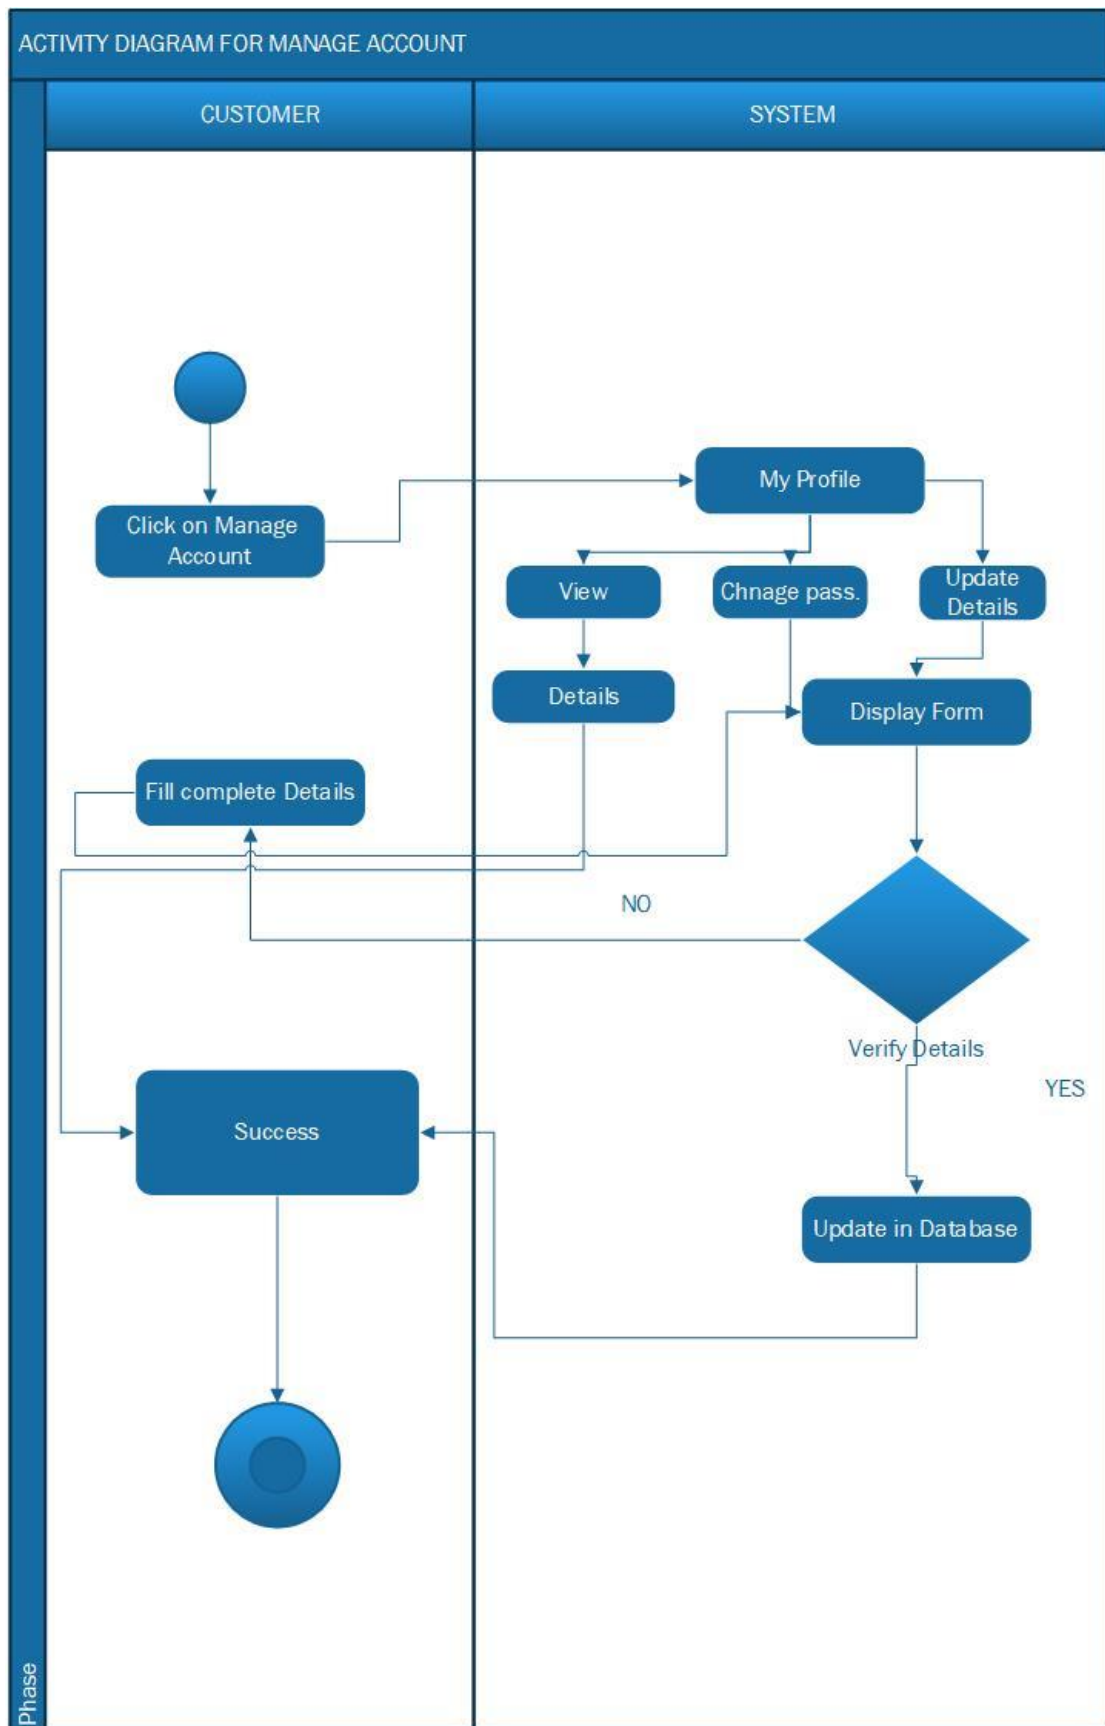 ACTIVITY DIAGRAM FOR MANAGE ACCOUNT
CUSTOMER
SYSTEM
My Profile
Click on Manage
Account
View
Chnage pass.
Update
Details
Details
Display Form
Fill complete Details
NO
Verify Details
YES
Success
Update in Database
Phase